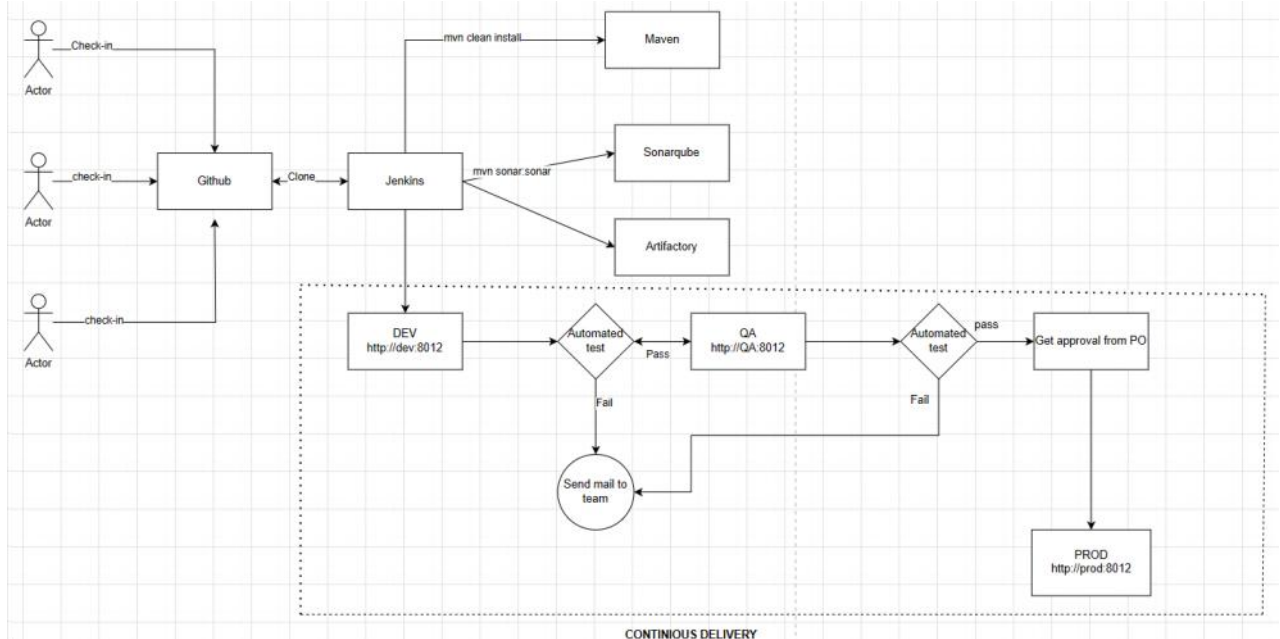 Check-in
Actor
mvn clean install
Maven
check-in
Actor
Github
Clone
Jenkins
mvn sonar:sonar
Sonarqube
Artifactory
check-in
Actor
DEV
http://dev:8012
Automated
test
Pass
QA
http://QA:8012
Automated
test
pass
Get approval from PO
Fail
Fail
Send mail to
team
PROD
http://prod:8012
CONTINIOUS DELIVERY